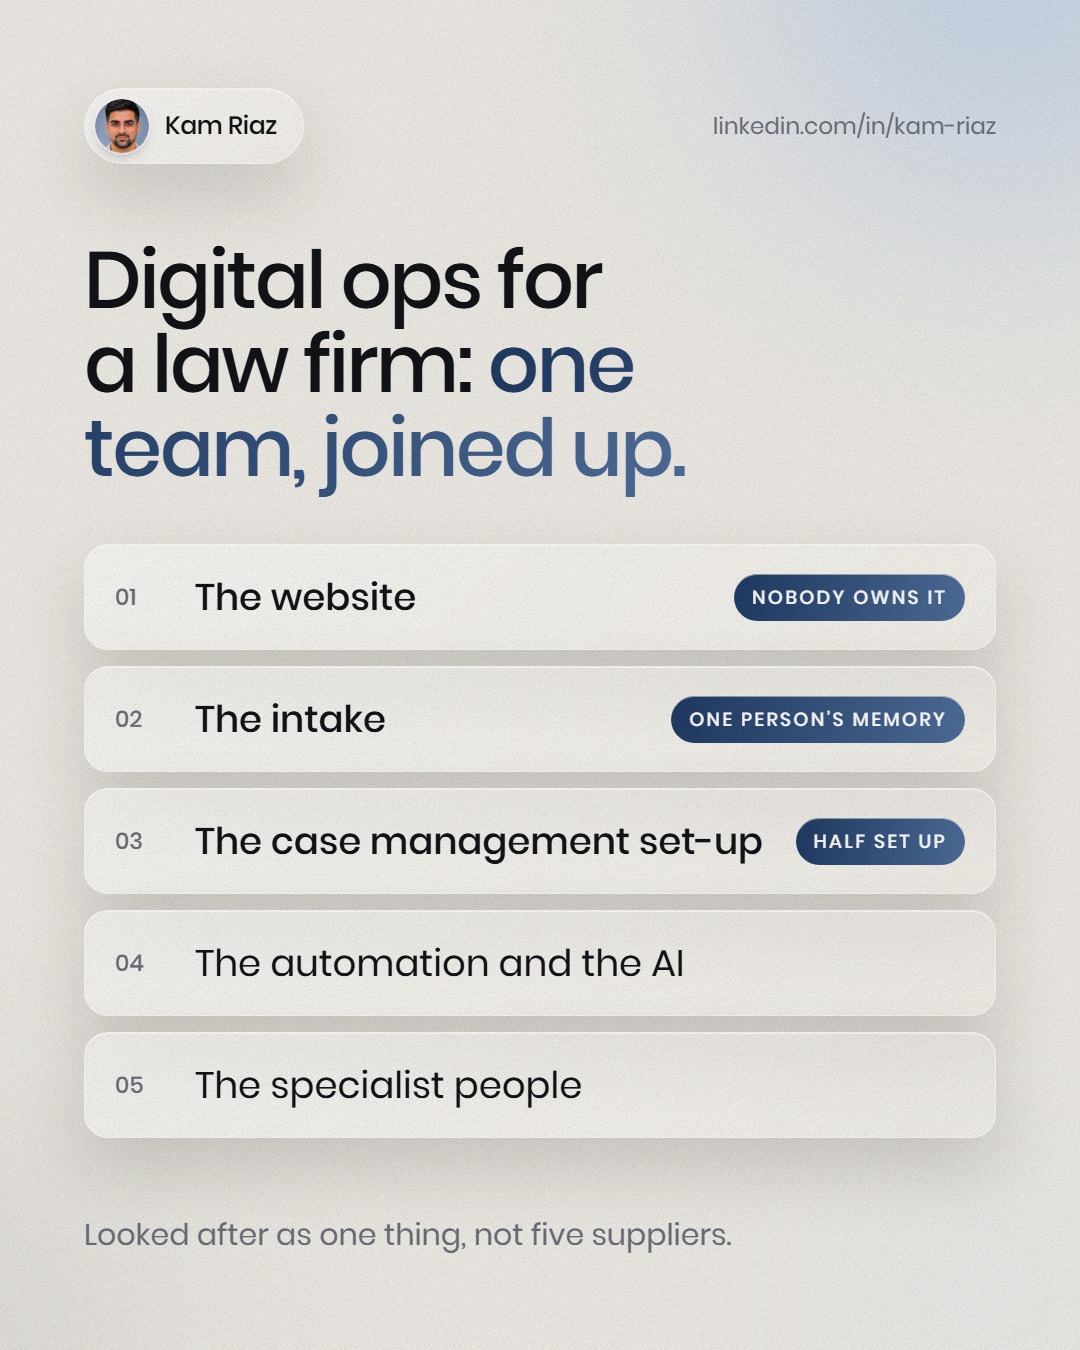 Kam Riaz
linkedin.com/in/kam-riaz
Digital ops for
a law firm: one
team, joined up.
01 The website NOBODY OWNS IT
02 The intake ONE PERSON'S MEMORY
03 The case management set-up HALF SET UP
04 The automation and the AI
05 The specialist people
Looked after as one thing, not five suppliers.